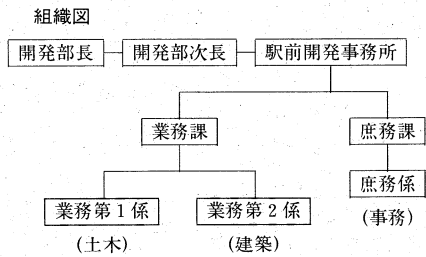 組織図
開発部長 開発部次長 駅前開発事務所
業務課 庶務課
庶務係
(事務)
業務第1係 業務第2係
(土木) (建築)